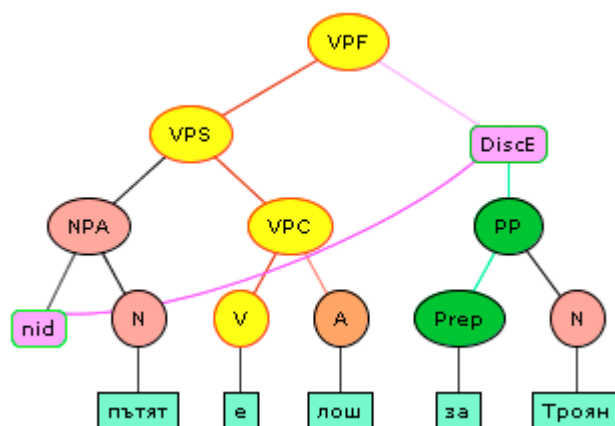 VPF
VPS DiscE
NPA VPC PP
nid N V A Prep N
пътят е лош за Троян